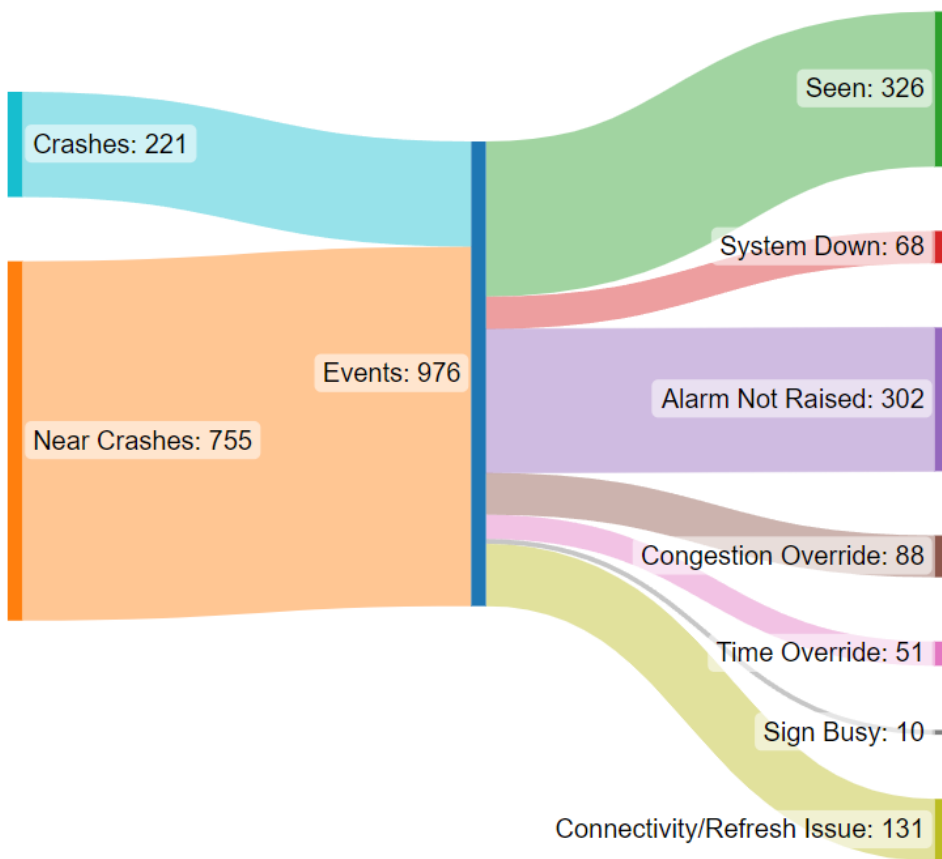 Crashes: 221
Near Crashes: 755
Events: 976
Seen: 326
System Down: 68
Alarm Not Raised: 302
Congestion Override: 88
Time Override: 51
Sign Busy: 10
Connectivity/Refresh Issue: 131